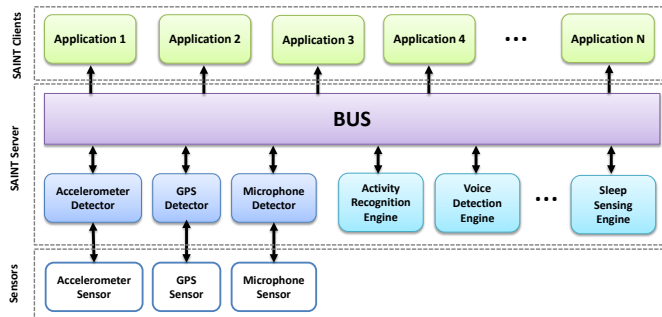 SAINT Clients
Application 1
Application 2
Application 3
Application 4
...
Application N
SAINT Server
BUS
Accelerometer
Detector
GPS
Detector
Microphone
Detector
Activity
Recognition
Engine
Voice
Detection
Engine
...
Sleep
Sensing
Engine
Sensors
Accelerometer
Sensor
GPS
Sensor
Microphone
Sensor